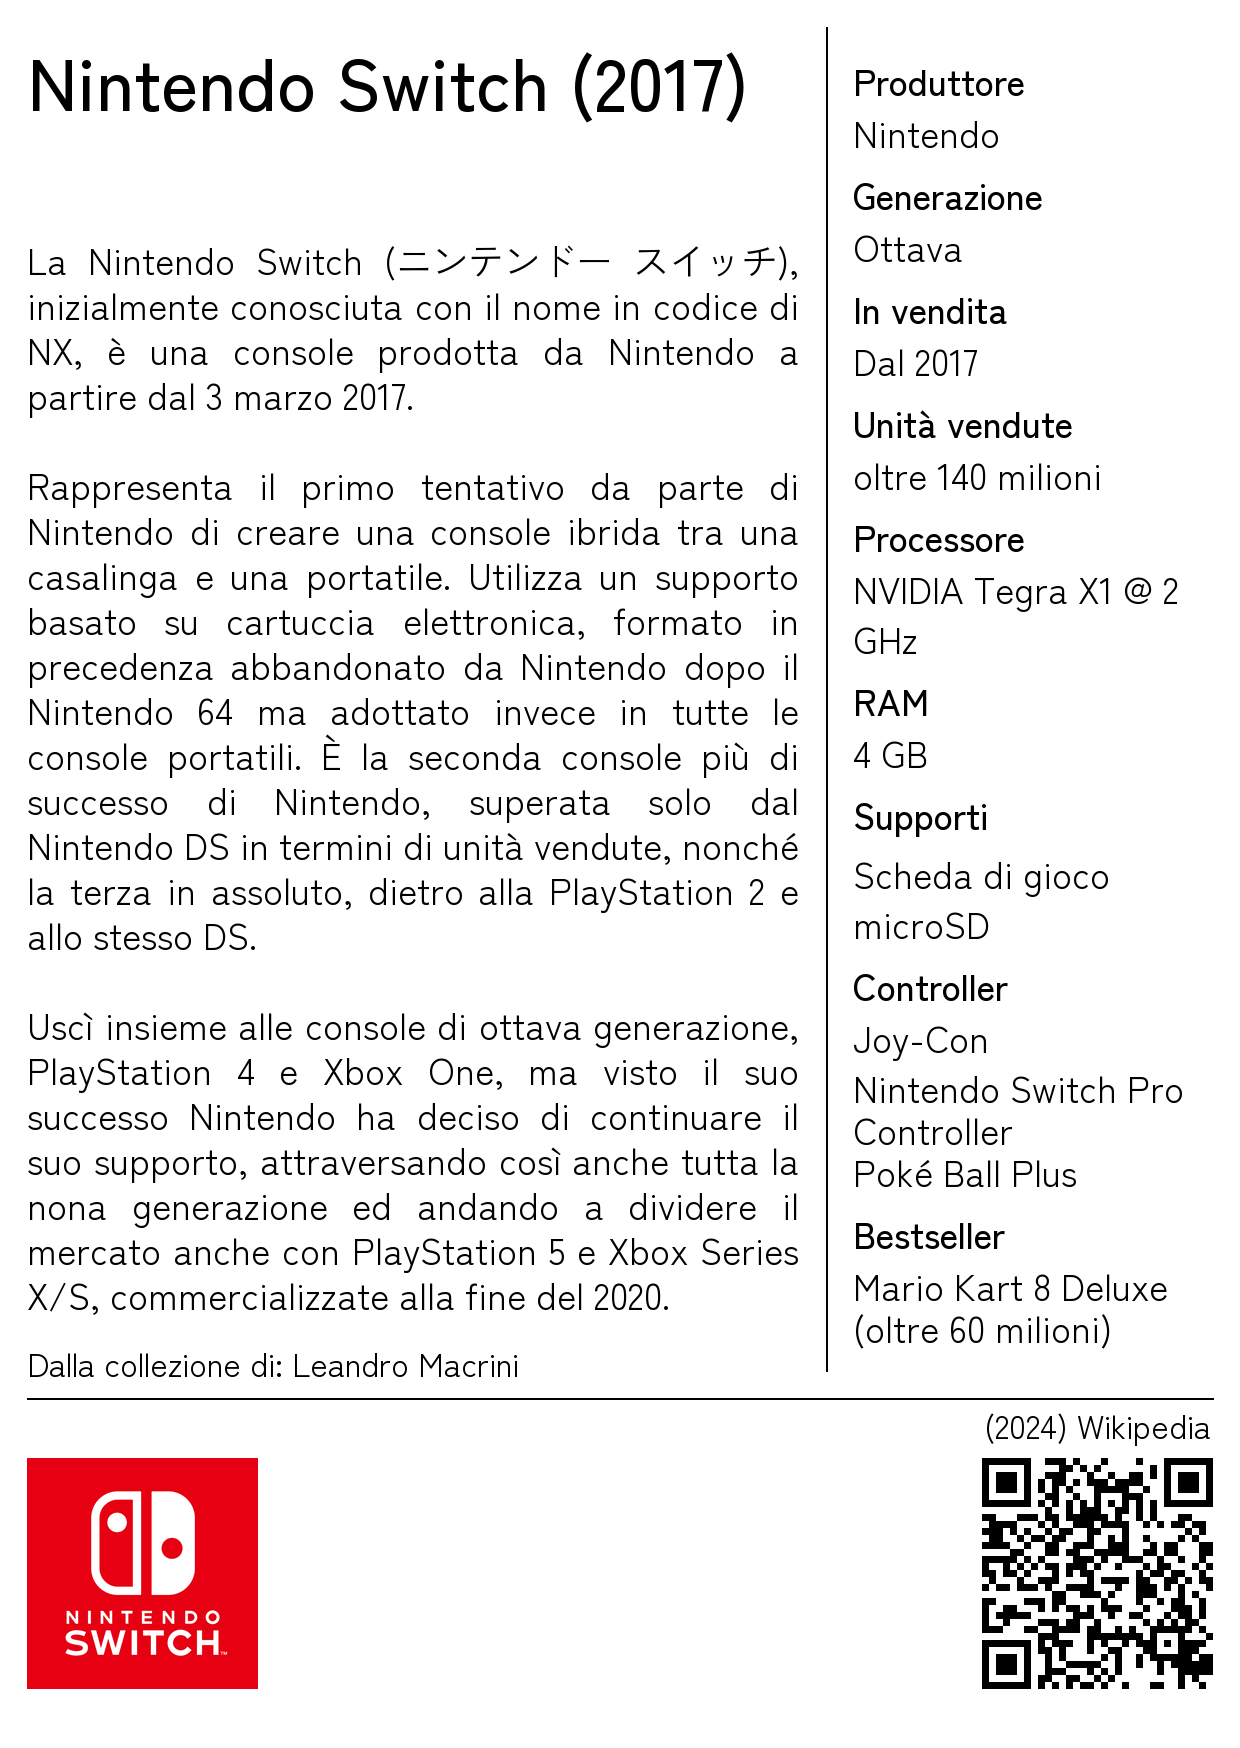 Nintendo Switch (2017)
La Nintendo Switch (ニンテンドー スイッチ),
inizialmente conosciuta con il nome in codice di
NX, è una console prodotta da Nintendo a
partire dal 3 marzo 2017.
Rappresenta il primo tentativo da parte di
Nintendo di creare una console ibrida tra una
casalinga e una portatile. Utilizza un supporto
basato su cartuccia elettronica, formato in
precedenza abbandonato da Nintendo dopo il
Nintendo 64 ma adottato invece in tutte le
console portatili. È la seconda console più di
successo di Nintendo, superata solo dal
Nintendo DS in termini di unità vendute, nonché
la terza in assoluto, dietro alla PlayStation 2 e
allo stesso DS.
Uscì insieme alle console di ottava generazione,
PlayStation 4 e Xbox One, ma visto il suo
successo Nintendo ha deciso di continuare il
suo supporto, attraversando così anche tutta la
nona generazione ed andando a dividere il
mercato anche con PlayStation 5 e Xbox Series
X/S, commercializzate alla fine del 2020.
Dalla collezione di: Leandro Macrini
Produttore
Nintendo
Generazione
Ottava
In vendita
Dal 2017
Unità vendute
oltre 140 milioni
Processore
NVIDIA Tegra X1 @ 2
GHz
RAM
4 GB
Supporti
Scheda di gioco
microSD
Controller
Joy-Con
Nintendo Switch Pro
Controller
Poké Ball Plus
Bestseller
Mario Kart 8 Deluxe
(oltre 60 milioni)
(2024) Wikipedia
NINTENDO
SWITCH™